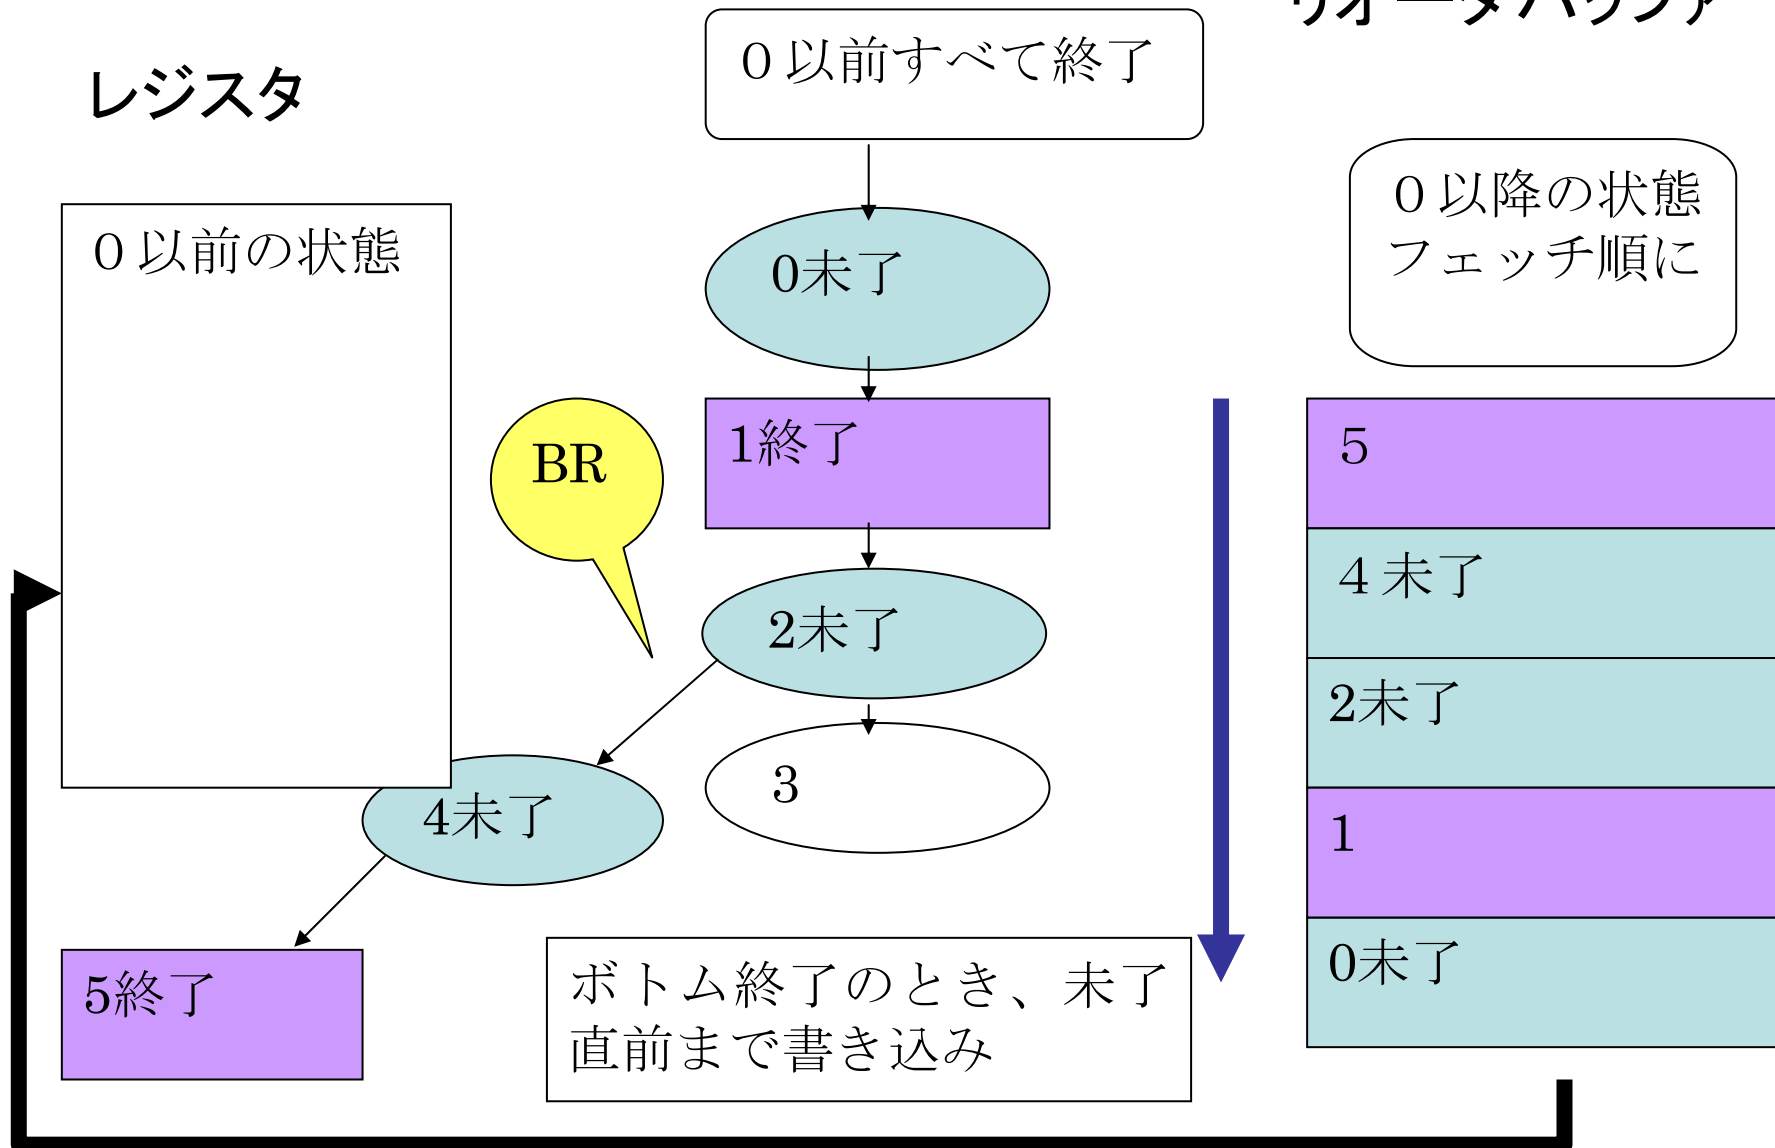 レジスタ
０以前すべて終了
０以前の状態
0未了
０以降の状態
フェッチ順に
BR
1終了
2未了
3
4未了
5終了
ボトム終了のとき、未了
直前まで書き込み
５
４未了
2未了
1
0未了